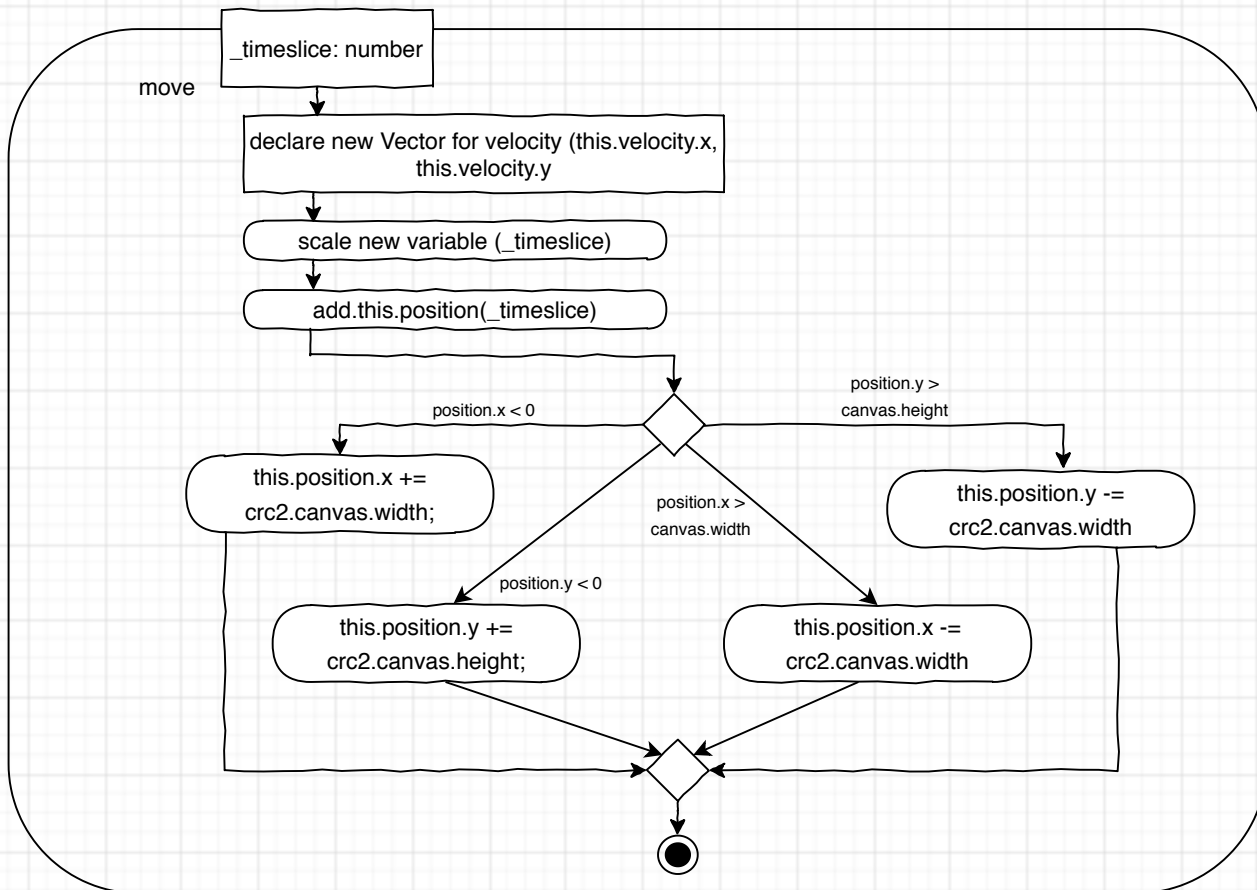 _timeslice: number
move
declare new Vector for velocity (this.velocity.x,
this.velocity.y
scale new variable (_timeslice)
add.this.position(_timeslice)
position.x < 0
position.y >
canvas.height
this.position.x +=
crc2.canvas.width;
position.x >
canvas.width
this.position.y -=
crc2.canvas.width
position.y < 0
this.position.y +=
crc2.canvas.height;
this.position.x -=
crc2.canvas.width